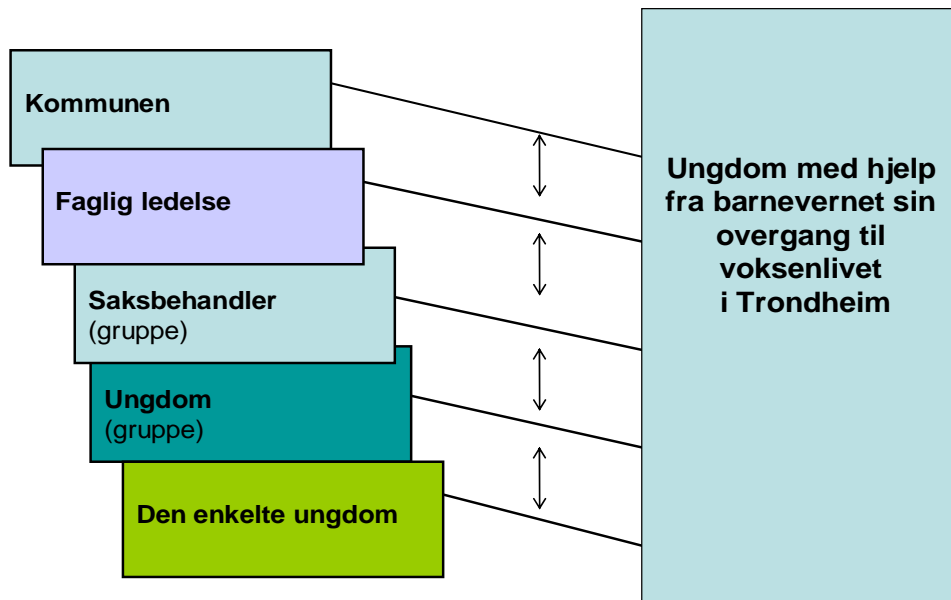 Kommunen
Faglig ledelse
Saksbehandler
(gruppe)
Ungdom
(gruppe)
Den enkelte ungdom
Ungdom med hjelp
fra barnevernet sin
overgang til
voksenlivet
i Trondheim